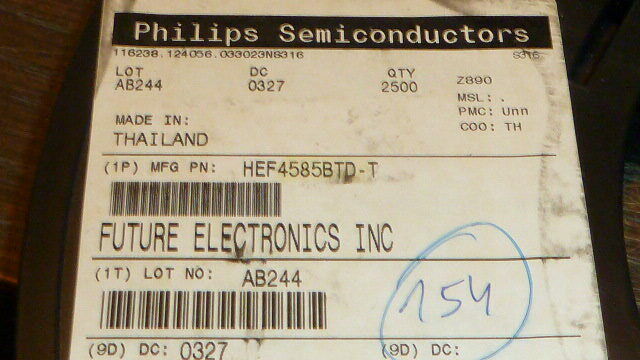 Philips Semiconductors
116238.124056.033023NS316 S316
LOT DC QTY Z890
AB244 0327 2500
MSL: .
PMC: Unn
MADE IN: COO: TH
THAILAND
(1P) MFG PN: HEF4585BTD-T
FUTURE ELECTRONICS INC
(1T) LOT NO: AB244
154
(9D) DC: 0327 (9D) DC: